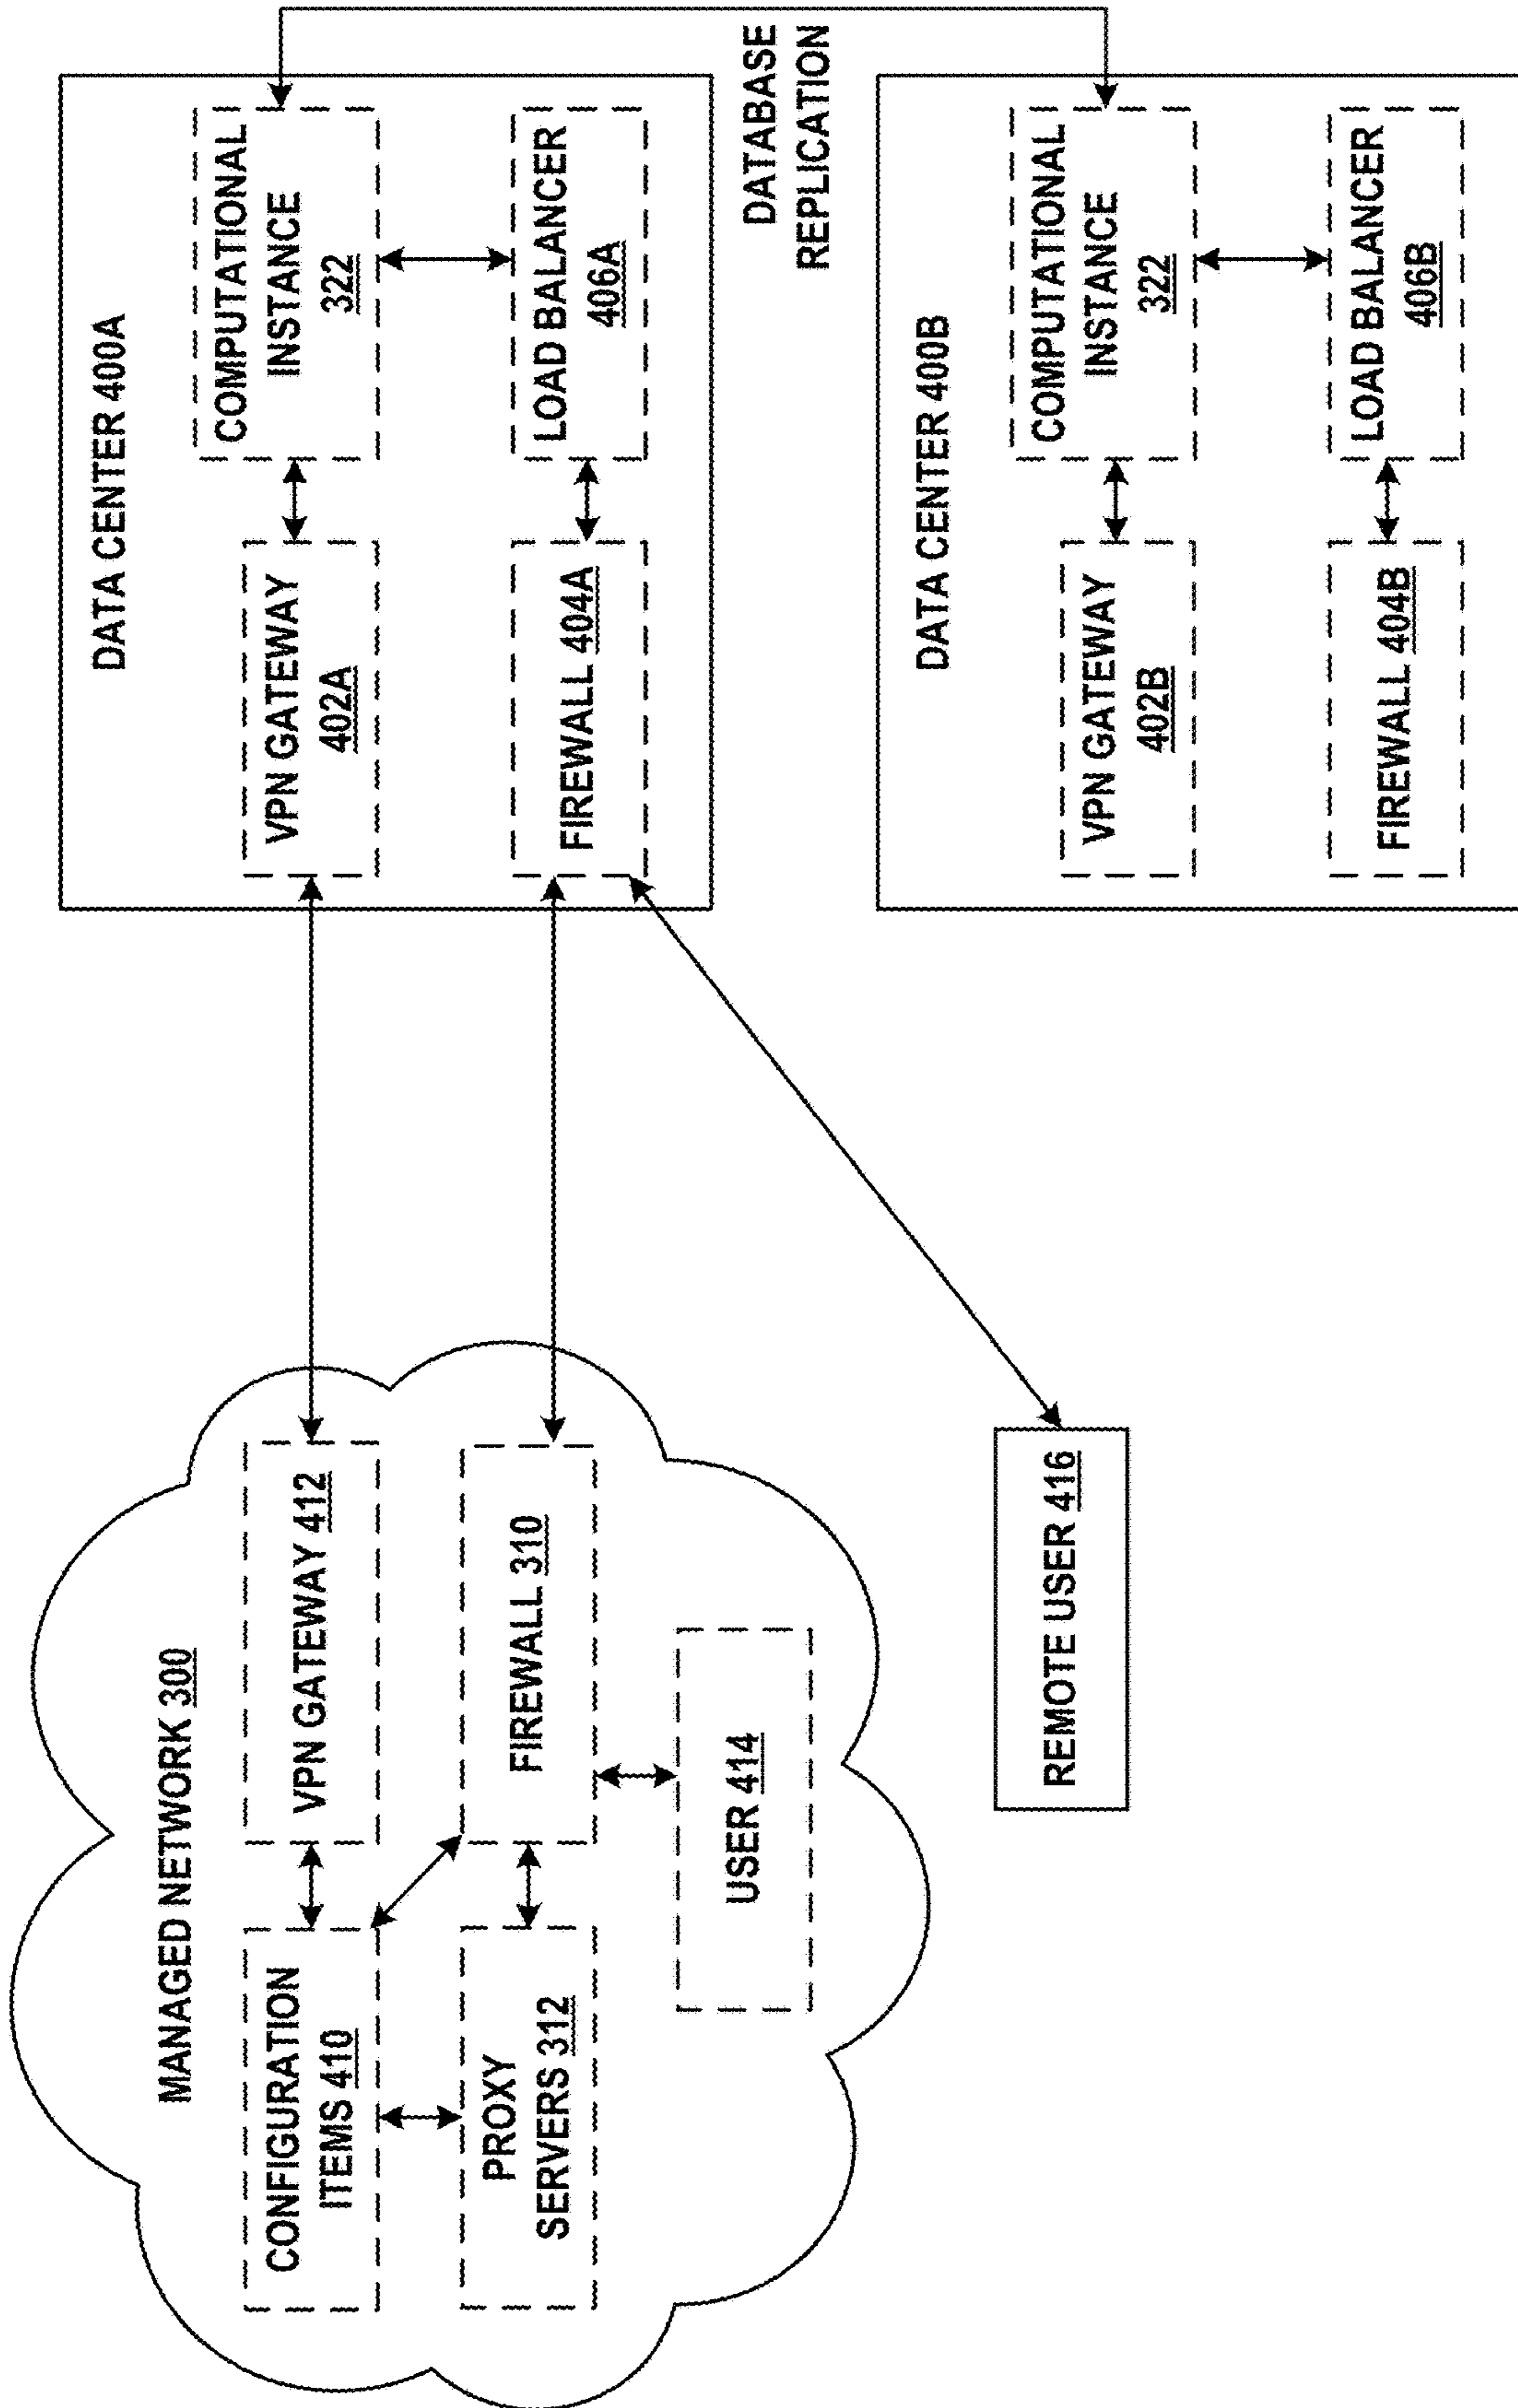 MANAGED NETWORK 300
CONFIGURATION
ITEMS 410
VPN GATEWAY 412
PROXY
SERVERS 312
FIREWALL 310
USER 414
REMOTE USER 416
DATA CENTER 400A
VPN GATEWAY
402A
COMPUTATIONAL
INSTANCE
322
FIREWALL 404A
LOAD BALANCER
406A
DATABASE
REPLICATION
DATA CENTER 400B
VPN GATEWAY
402B
COMPUTATIONAL
INSTANCE
322
FIREWALL 404B
LOAD BALANCER
406B